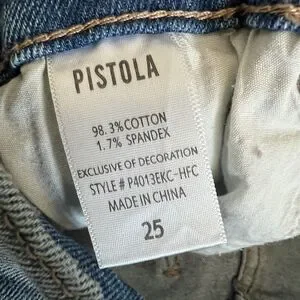 PISTOLA
98.3%COTTON
1.7% SPANDEX
EXCLUSIVE OF DECORATION
STYLE # P4013EKC-HFC
MADE IN CHINA
25